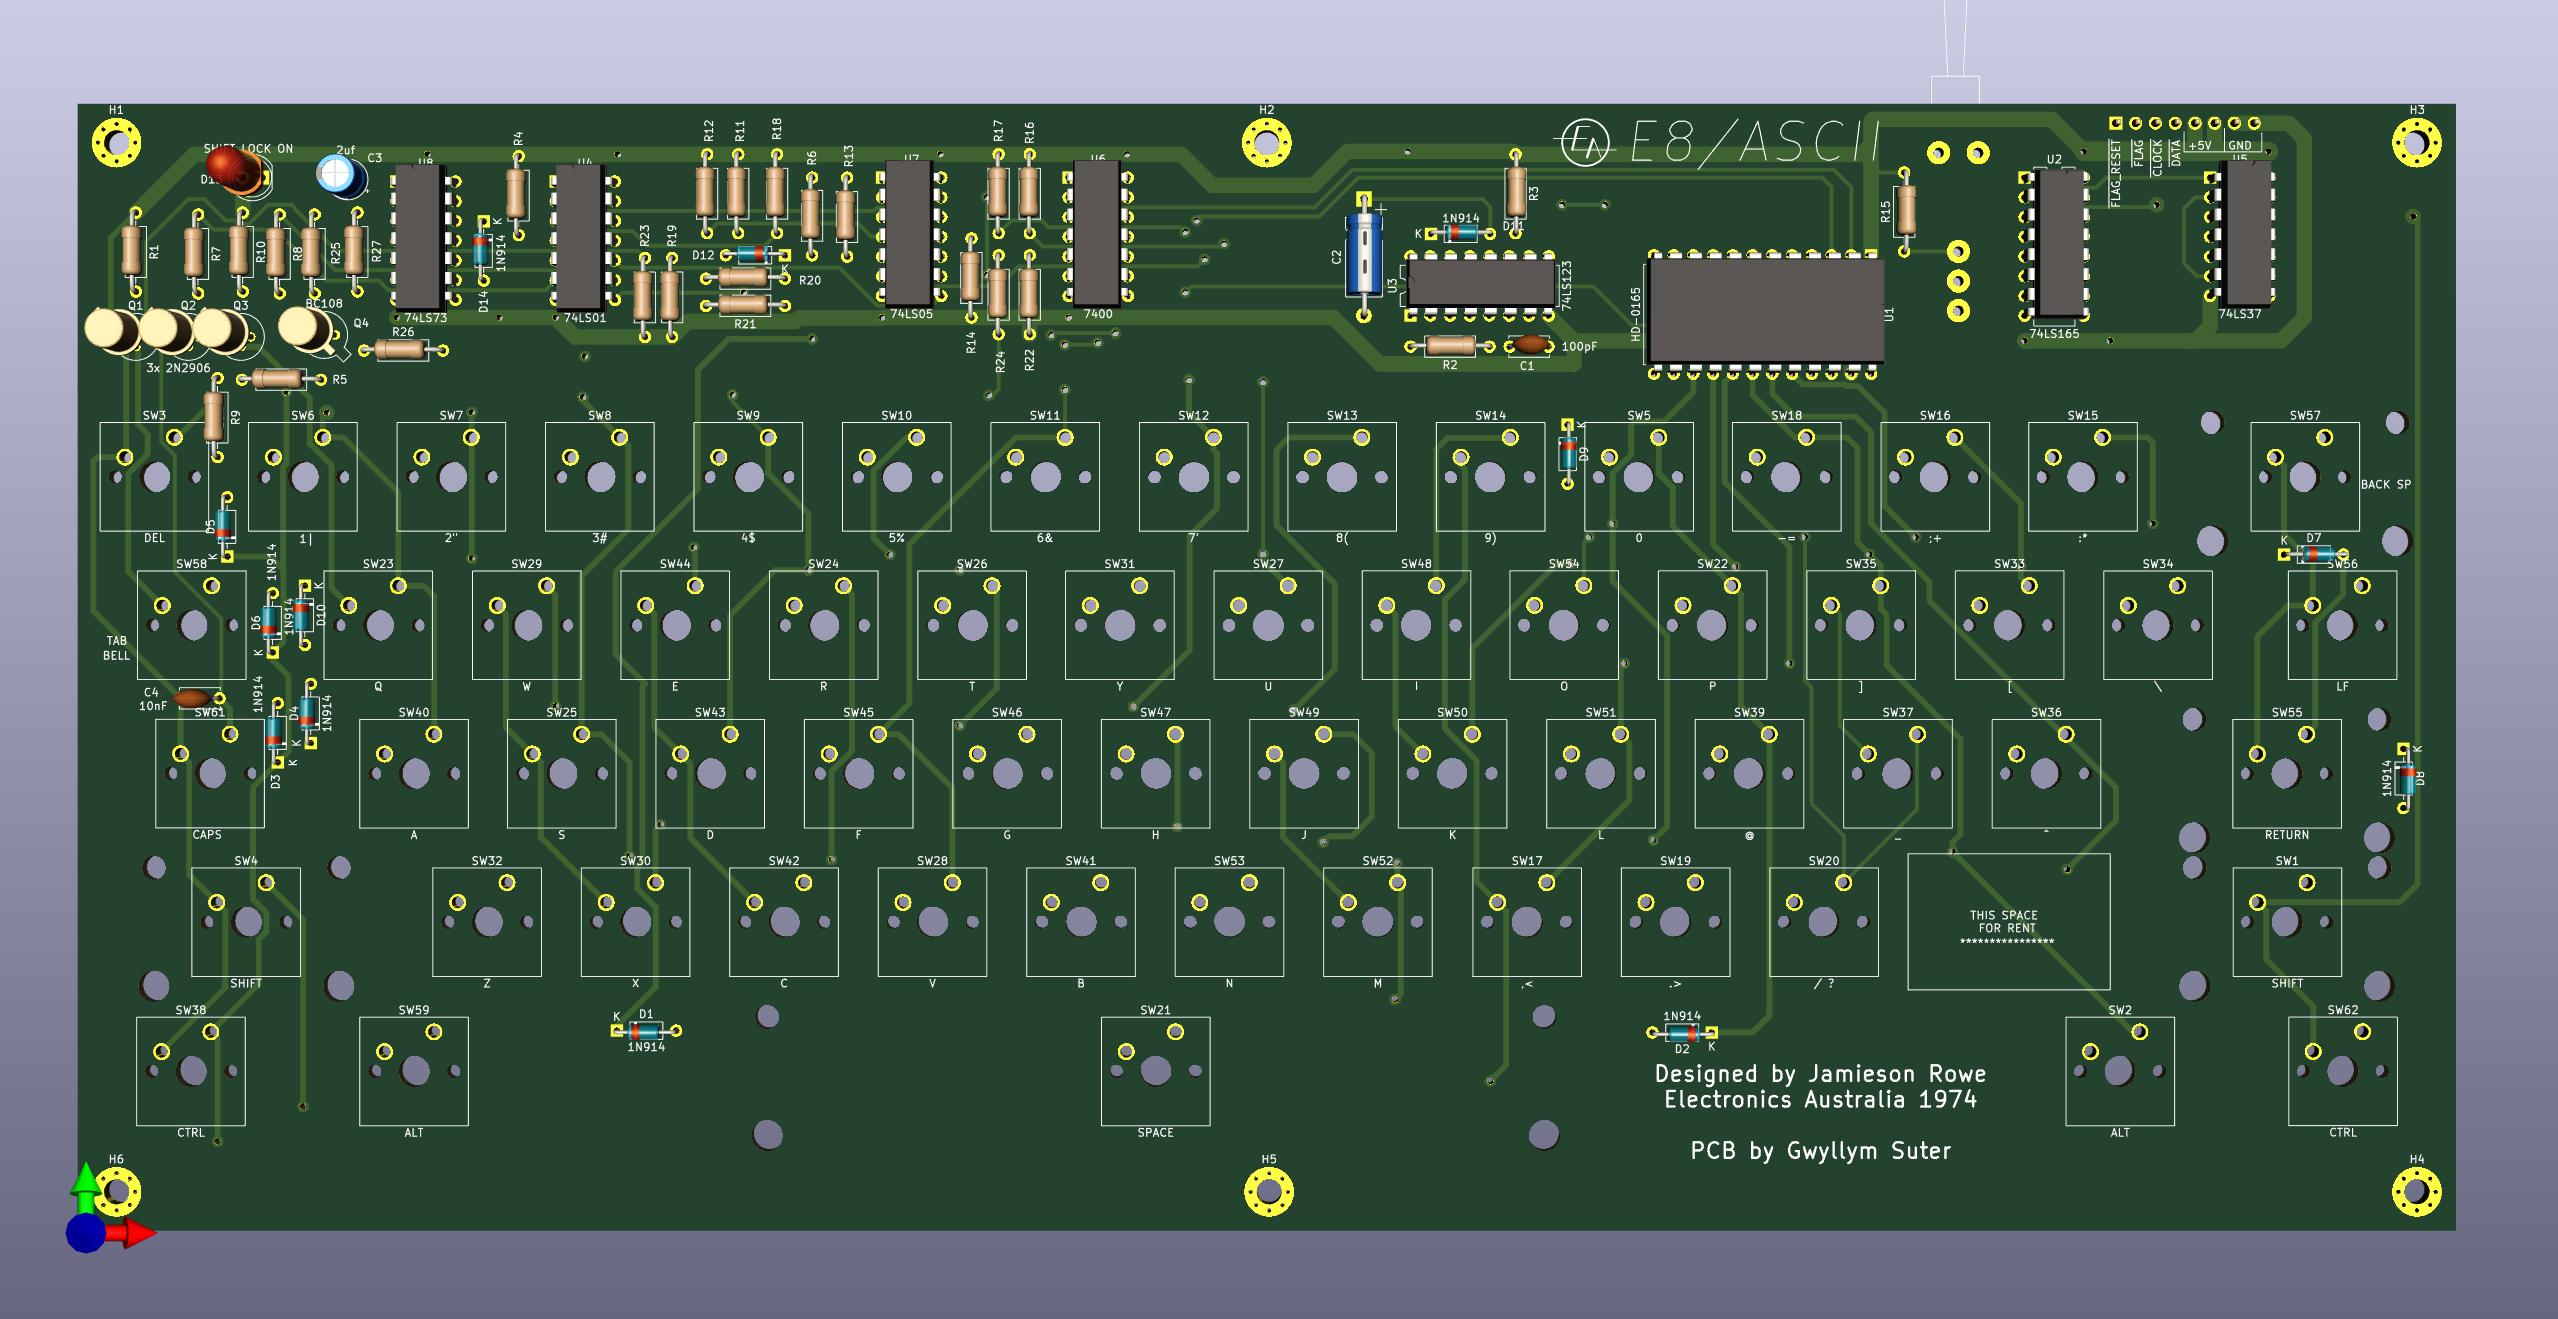 H1
H2
H3
SHIFT LOCK ON
2uf
C3
R4
R12
R11
R18
R6
R13
R17
R16
EA E8/ASCII
FLAG_RESET
FLAG
CLOCK
DATA
+5V
GND
U8
U4
U7
U6
U2
U5
R1
R7
R10
R8
R25
R27
K
1N914
D14
R23
R19
D12
K
R20
R21
C2
+
1N914
K
D11
R3
R15
U3
74LS123
HD-0165
U1
Q1
Q2
Q3
BC108
Q4
74LS73
74LS01
74LS05
7400
74LS165
74LS37
R26
R14
R24
R22
R2
C1
100pF
3x 2N2906
R5
R9
SW3
SW6
SW7
SW8
SW9
SW10
SW11
SW12
SW13
SW14
K
D9
SW5
SW18
SW16
SW15
SW57
BACK SP
D5
K
DEL
1|
2"
3#
4$
5%
6&
7'
8(
9)
0
-=
;+
:*
K
D7
SW58
1N914
SW23
SW29
SW44
SW24
SW26
SW31
SW27
SW48
SW54
SW22
SW35
SW33
SW34
SW56
D6
K
1N914
D10
K
TAB
BELL
Q
W
E
R
T
Y
U
I
O
P
]
[
\
LF
C4
10nF
1N914
D4
1N914
K
D3
K
SW61
SW40
SW25
SW43
SW45
SW46
SW47
SW49
SW50
SW51
SW39
SW37
SW36
SW55
K
1N914
D8
CAPS
A
S
D
F
G
H
J
K
L
@
_
^
RETURN
SW4
SW32
SW30
SW42
SW28
SW41
SW53
SW52
SW17
SW19
SW20
SW1
THIS SPACE
FOR RENT
****************
SHIFT
Z
X
C
V
B
N
M
,<
.>
/ ?
SHIFT
SW38
SW59
K
D1
1N914
SW21
1N914
D2
K
SW2
SW62
Designed by Jamieson Rowe
Electronics Australia 1974
CTRL
ALT
SPACE
ALT
CTRL
PCB by Gwyllym Suter
H6
H5
H4